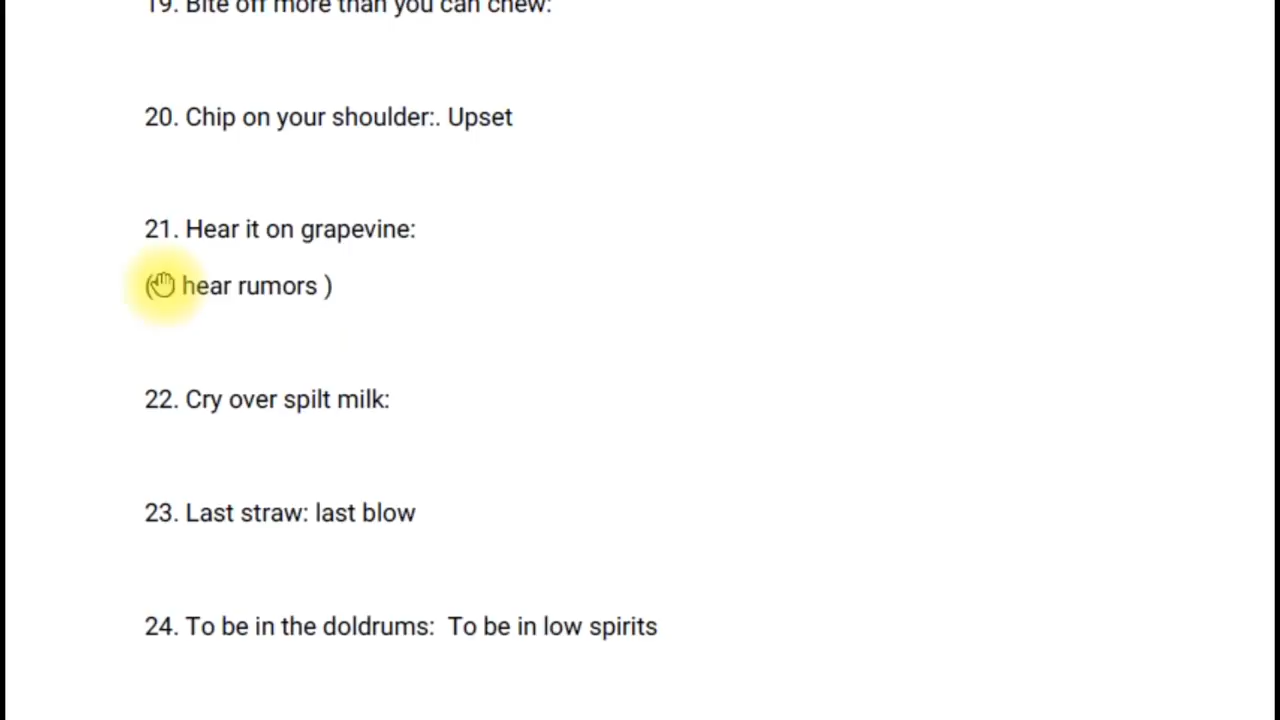 19. Bite off more than you can chew:
20. Chip on your shoulder:. Upset
21. Hear it on grapevine:
( hear rumors )
22. Cry over spilt milk:
23. Last straw: last blow
24. To be in the doldrums:  To be in low spirits